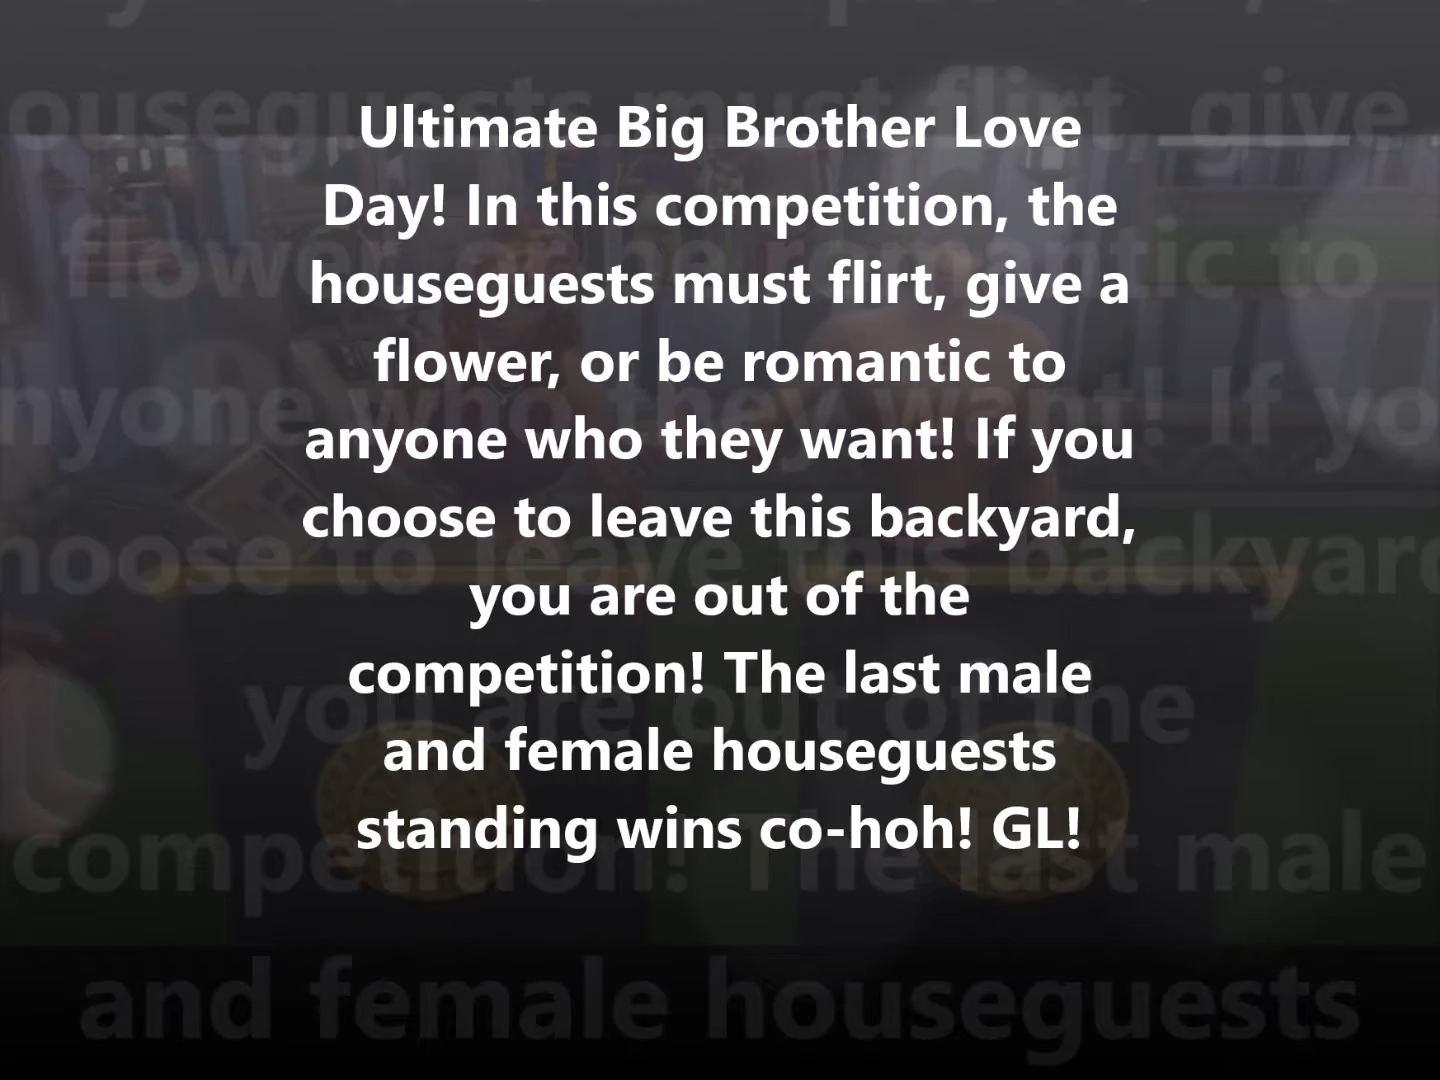 Ultimate Big Brother Love
Day! In this competition, the
houseguests must flirt, give a
flower, or be romantic to
anyone who they want! If you
choose to leave this backyard,
you are out of the
competition! The last male
and female houseguests
standing wins co-hoh! GL!